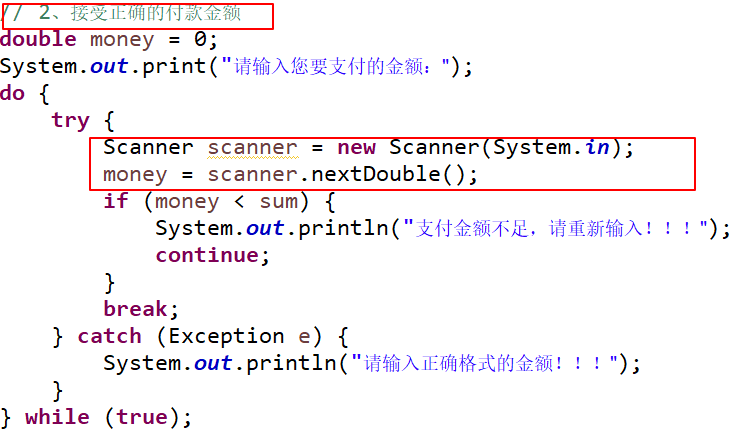 // 2、接受正确的付款金额
double money = 0;
System.out.print("请输入您要支付的金额：");
do {
    try {
        Scanner scanner = new Scanner(System.in);
        money = scanner.nextDouble();
        if (money < sum) {
            System.out.println("支付金额不足，请重新输入！！！");
            continue;
        }
        break;
    } catch (Exception e) {
        System.out.println("请输入正确格式的金额！！！");
    }
} while (true);